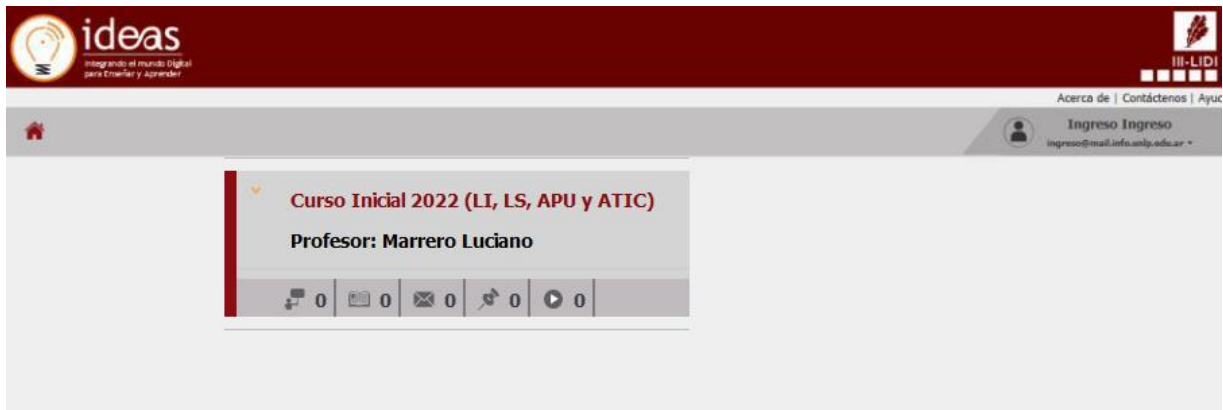 ideas
Integrando el mundo Digital
para Enseñar y Aprender
III-LIDI
Acerca de | Contáctenos | Ayuc
Ingreso Ingreso
ingreso@mail.info.unlp.edu.ar
Curso Inicial 2022 (LI, LS, APU y ATIC)
Profesor: Marrero Luciano
0 0 0 0 0